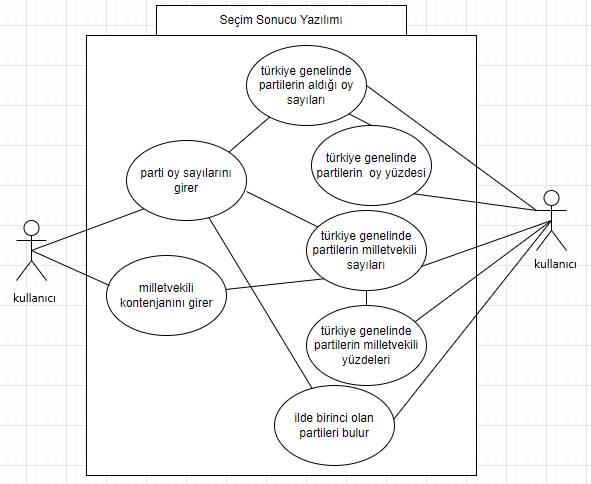 Seçim Sonucu Yazılımı
türkiye genelinde
partilerin aldığı oy
sayıları
türkiye genelinde
partilerin  oy yüzdesi
parti oy sayılarını
girer
türkiye genelinde
partilerin milletvekili
sayıları
kullanıcı
kullanıcı
milletvekili
kontenjanını girer
türkiye genelinde
partilerin milletvekili
yüzdeleri
ilde birinci olan
partileri bulur